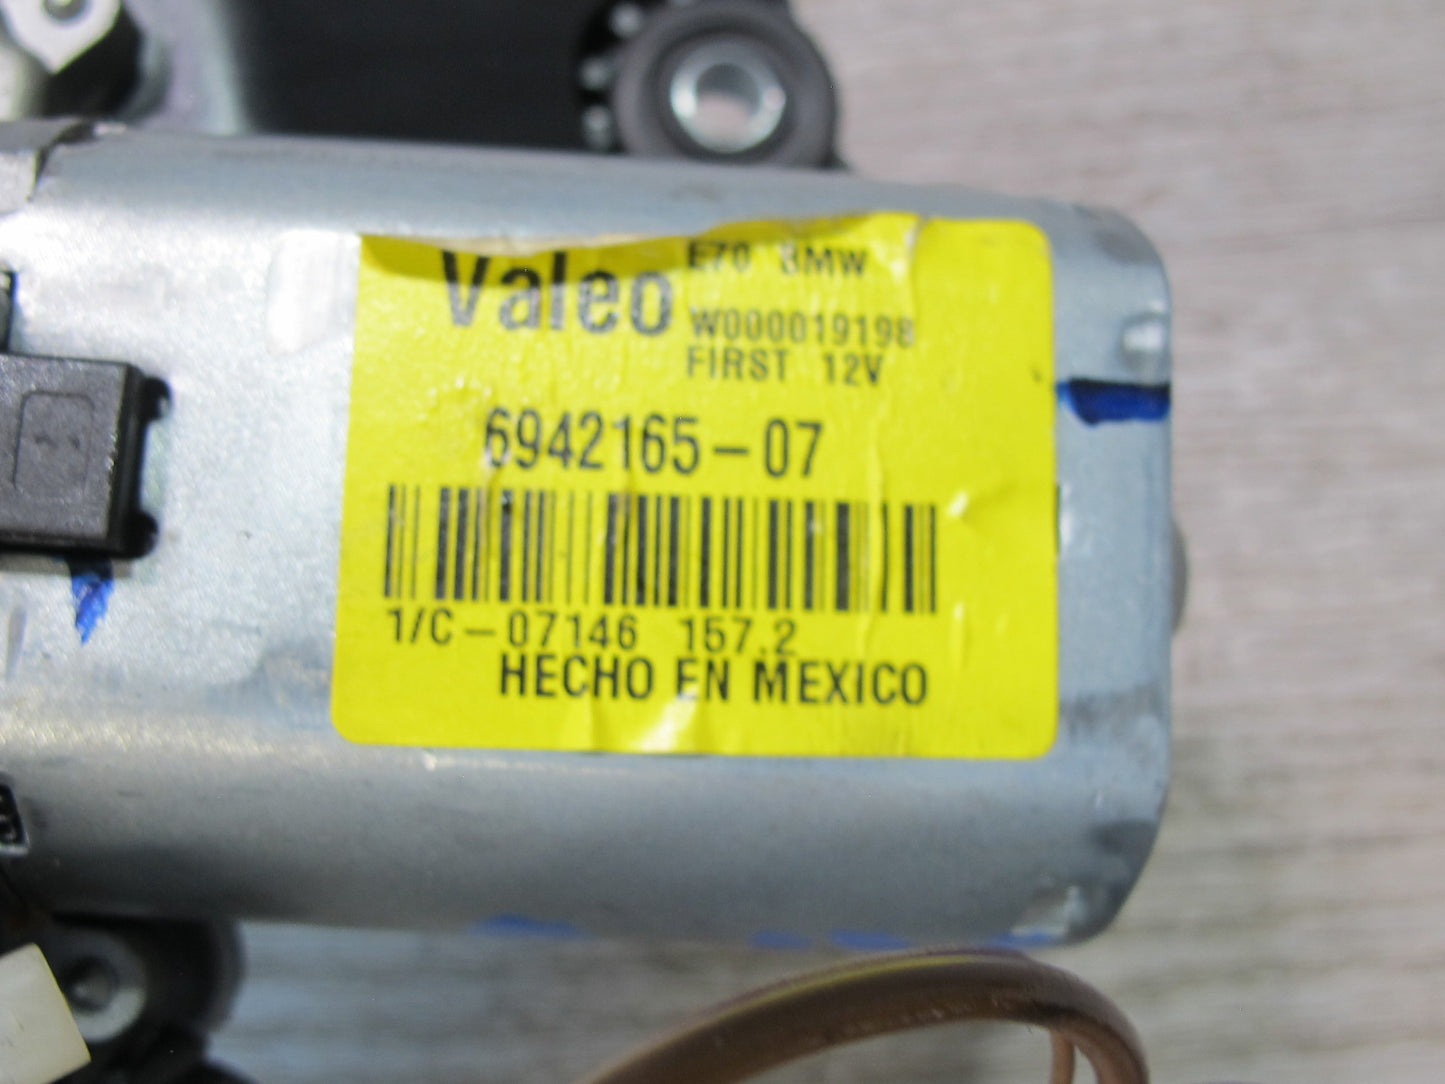 Valeo E70 BMW
W000019198
FIRST 12V
6942165-07
1/C-07146 157.2
HECHO EN MEXICO